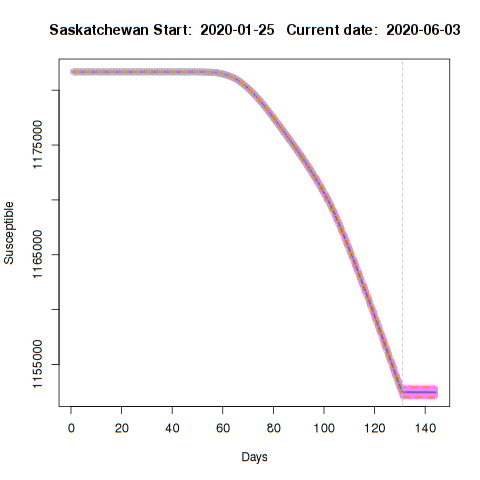 Saskatchewan Start:  2020-01-25   Current date:  2020-06-03
Susceptible
1175000
1165000
1155000
0 20 40 60 80 100 120 140
Days